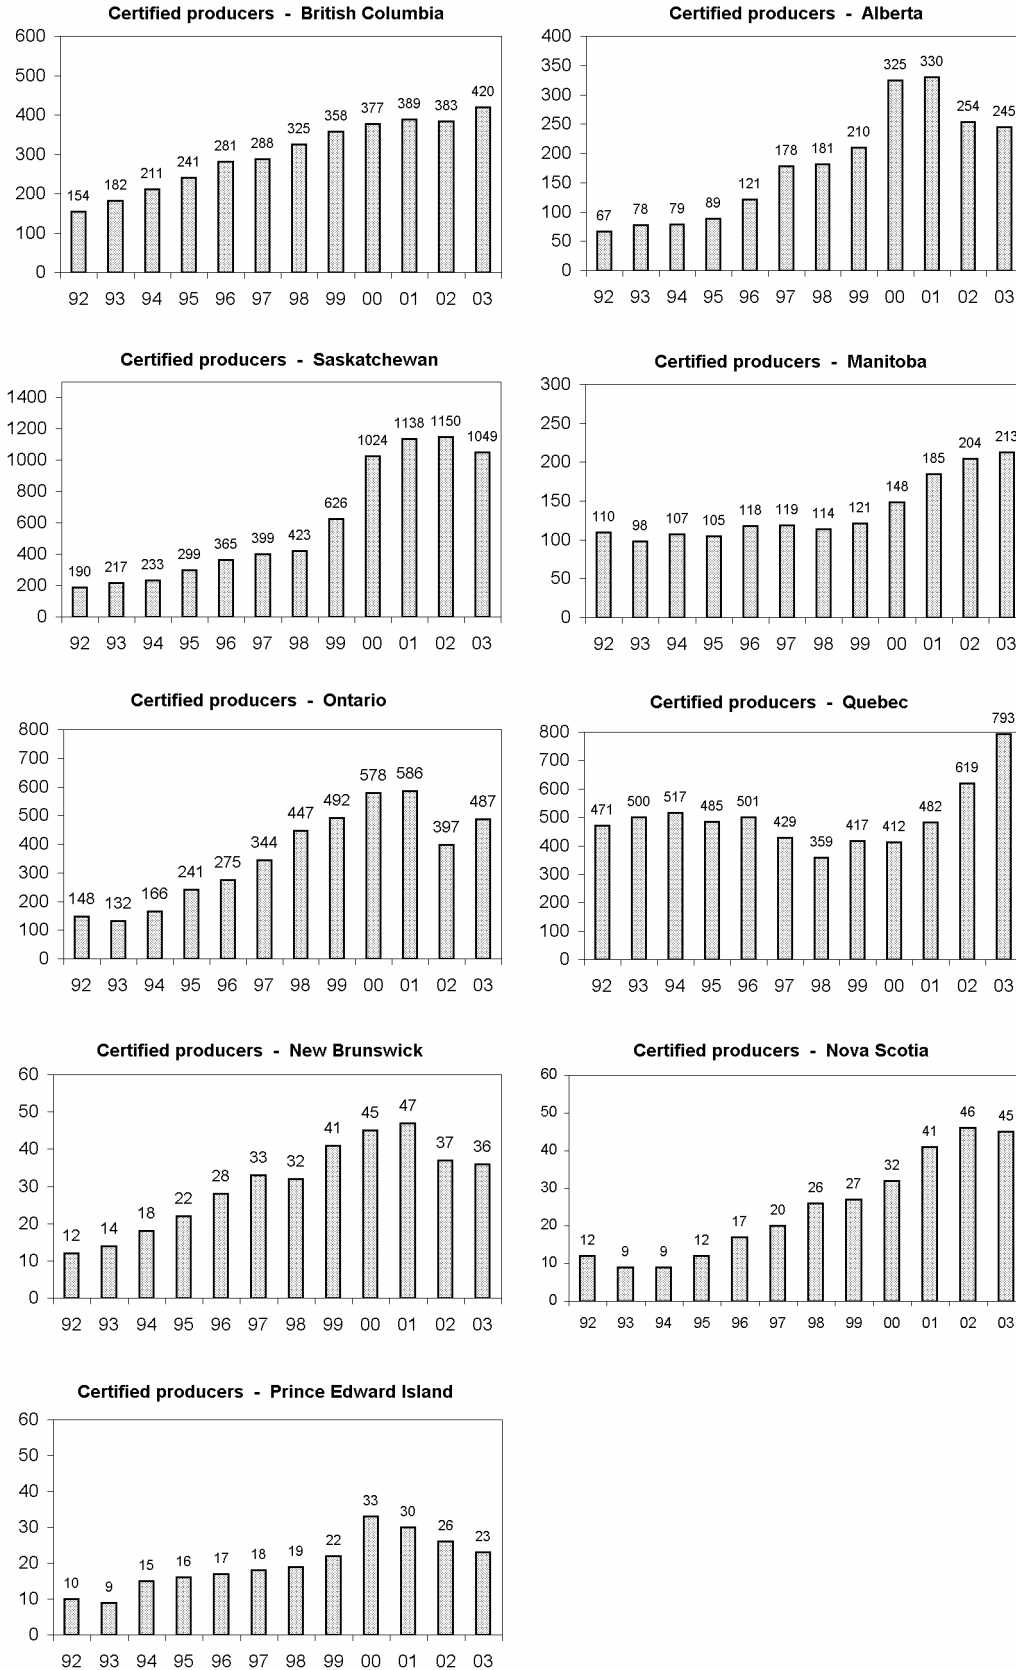 Certified producers - British Columbia
600
500
400
300
200
100
0
154 182 211 241 281 288 325 358 377 389 383 420
92 93 94 95 96 97 98 99 00 01 02 03
Certified producers - Alberta
400
350
300
250
200
150
100
50
0
67 78 79 89 121 178 181 210 325 330 254 245
92 93 94 95 96 97 98 99 00 01 02 03
Certified producers - Saskatchewan
1400
1200
1000
800
600
400
200
0
190 217 233 299 365 399 423 626 1024 1138 1150 1049
92 93 94 95 96 97 98 99 00 01 02 03
Certified producers - Manitoba
300
250
200
150
100
50
0
110 98 107 105 118 119 114 121 148 185 204 213
92 93 94 95 96 97 98 99 00 01 02 03
Certified producers - Ontario
800
700
600
500
400
300
200
100
0
148 132 166 241 275 344 447 492 578 586 397 487
92 93 94 95 96 97 98 99 00 01 02 03
Certified producers - Quebec
800
700
600
500
400
300
200
100
0
471 500 517 485 501 429 359 417 412 482 619 793
92 93 94 95 96 97 98 99 00 01 02 03
Certified producers - New Brunswick
60
50
40
30
20
10
0
12 14 18 22 28 33 32 41 45 47 37 36
92 93 94 95 96 97 98 99 00 01 02 03
Certified producers - Nova Scotia
60
50
40
30
20
10
0
12 9 9 12 17 20 26 27 32 41 46 45
92 93 94 95 96 97 98 99 00 01 02 03
Certified producers - Prince Edward Island
60
50
40
30
20
10
0
10 9 15 16 17 18 19 22 33 30 26 23
92 93 94 95 96 97 98 99 00 01 02 03